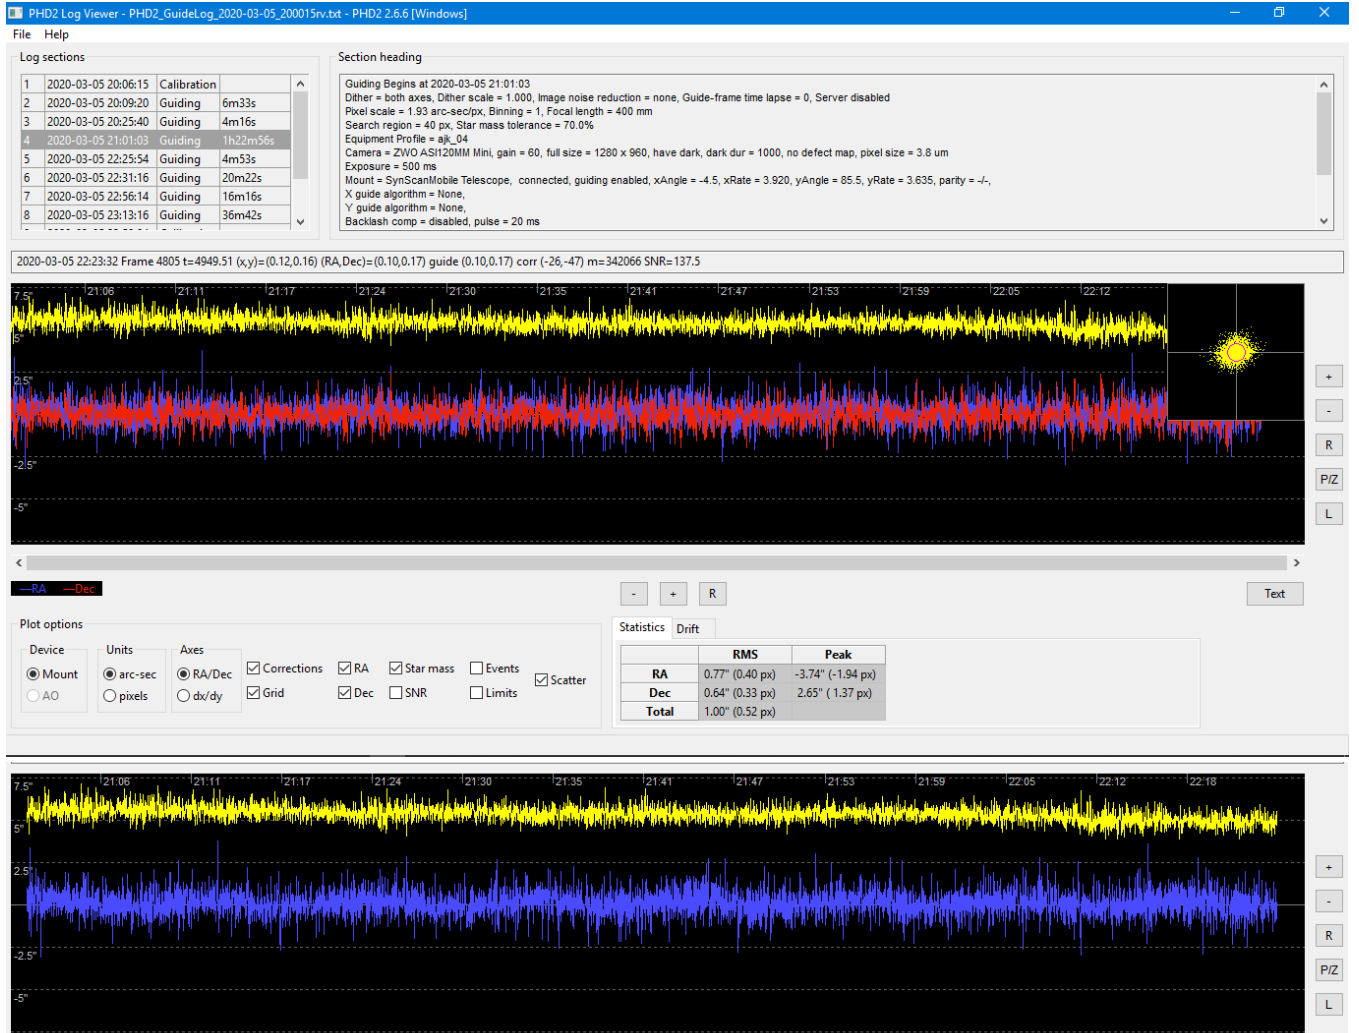 PHD2 Log Viewer - PHD2_GuideLog_2020-03-05_200015rv.txt - PHD2 2.6.6 [Windows]
File Help
Log sections
1 2020-03-05 20:06:15 Calibration
2 2020-03-05 20:09:20 Guiding 6m33s
3 2020-03-05 20:25:40 Guiding 4m16s
4 2020-03-05 21:01:03 Guiding 1h22m56s
5 2020-03-05 22:25:54 Guiding 4m53s
6 2020-03-05 22:31:16 Guiding 20m22s
7 2020-03-05 22:56:14 Guiding 16m16s
8 2020-03-05 23:13:16 Guiding 36m42s
Section heading
Guiding Begins at 2020-03-05 21:01:03
Dither = both axes, Dither scale = 1.000, Image noise reduction = none, Guide-frame time lapse = 0, Server disabled
Pixel scale = 1.93 arc-sec/px, Binning = 1, Focal length = 400 mm
Search region = 40 px, Star mass tolerance = 70.0%
Equipment Profile = ajk_04
Camera = ZWO ASI120MM Mini, gain = 60, full size = 1280 x 960, have dark, dark dur = 1000, no defect map, pixel size = 3.8 um
Exposure = 500 ms
Mount = SynScanMobile Telescope, connected, guiding enabled, xAngle = -4.5, xRate = 3.920, yAngle = 85.5, yRate = 3.635, parity = -/-,
X guide algorithm = None,
Y guide algorithm = None,
Backlash comp = disabled, pulse = 20 ms
2020-03-05 22:23:32 Frame 4805 t=4949.51 (x,y)=(0.12,0.16) (RA,Dec)=(0.10,0.17) guide (0.10,0.17) corr (-26,-47) m=342066 SNR=137.5
7.5" 21:06 21:11 21:17 21:24 21:30 21:35 21:41 21:47 21:53 21:59 22:05 22:12
5"
2.5"
-2.5"
-5"
+
-
R
P/Z
L
—RA —Dec
- + R Text
Plot options
Device Units Axes
Mount arc-sec RA/Dec Corrections RA Star mass Events Scatter
AO pixels dx/dy Grid Dec SNR Limits
Statistics Drift
RMS Peak
RA 0.77" (0.40 px) -3.74" (-1.94 px)
Dec 0.64" (0.33 px) 2.65" ( 1.37 px)
Total 1.00" (0.52 px)
7.5" 21:06 21:11 21:17 21:24 21:30 21:35 21:41 21:47 21:53 21:59 22:05 22:12 22:18
5"
2.5"
-2.5"
-5"
+
-
R
P/Z
L